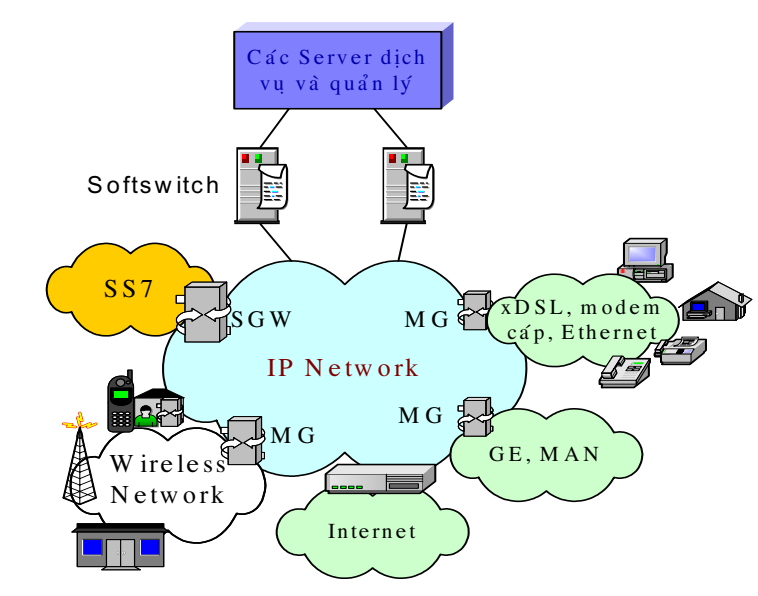 Các Server dịch
vụ và quản lý
Softswitch
SS7
SGW
MG
xDSL, modem
cáp, Ethernet
IP Network
MG
MG
GE, MAN
Wireless
Network
Internet